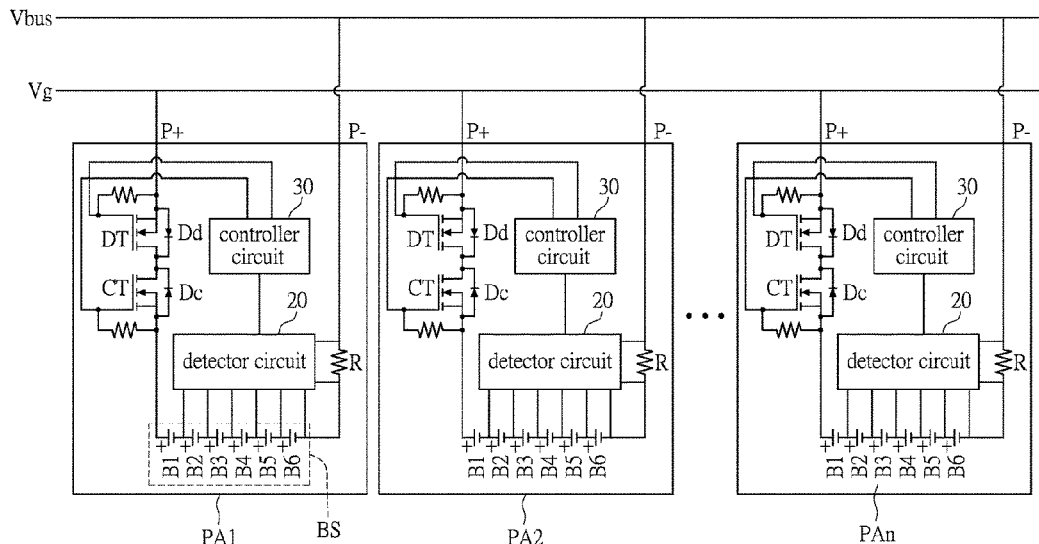 Vbus
Vg
P+ P- P+ P- P+ P-
30 30 30
DT Dd controller circuit DT Dd controller circuit DT Dd controller circuit
CT Dc CT Dc CT Dc
20 20 20
detector circuit R detector circuit R detector circuit R
+ + + + + + + + + + + + + + + + + +
B1 B2 B3 B4 B5 B6 B1 B2 B3 B4 B5 B6 B1 B2 B3 B4 B5 B6
PA1 BS PA2 PAn